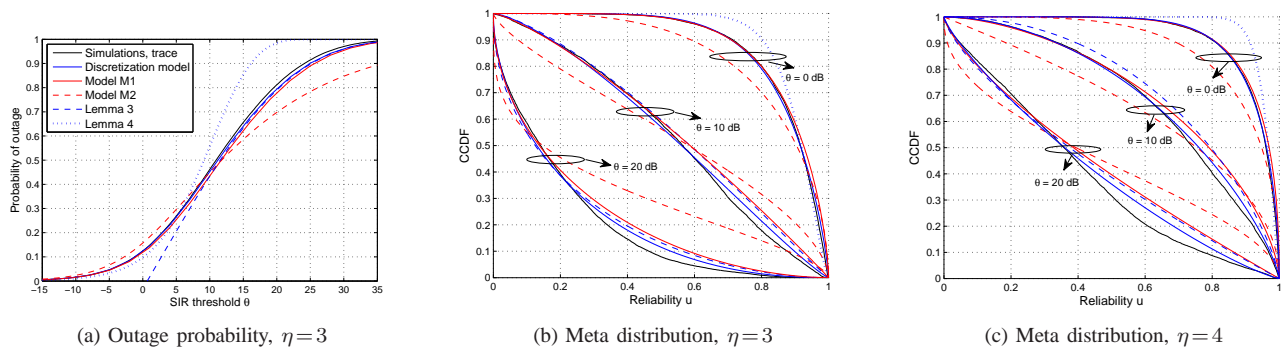 Probability of outage
1
0.9
0.8
0.7
0.6
0.5
0.4
0.3
0.2
0.1
0
-15
-10
-5
0
5
10
15
20
25
30
35
SIR threshold θ
Simulations, trace
Discretization model
Model M1
Model M2
Lemma 3
Lemma 4
(a) Outage probability, η=3
CCDF
1
0.9
0.8
0.7
0.6
0.5
0.4
0.3
0.2
0.1
0
0
0.2
0.4
0.6
0.8
1
Reliability u
θ = 0 dB
θ = 10 dB
θ = 20 dB
(b) Meta distribution, η=3
CCDF
1
0.9
0.8
0.7
0.6
0.5
0.4
0.3
0.2
0.1
0
0
0.2
0.4
0.6
0.8
1
Reliability u
θ = 0 dB
θ = 10 dB
θ = 20 dB
(c) Meta distribution, η=4